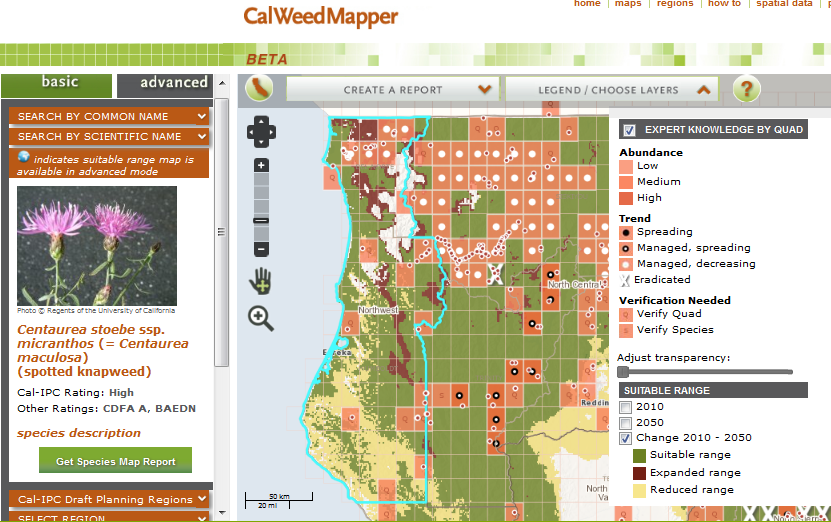 home | maps | regions | how to | spatial data |
CalWeedMapper
BETA
basic
advanced
CREATE A REPORT
LEGEND / CHOOSE LAYERS
?
SEARCH BY COMMON NAME
SEARCH BY SCIENTIFIC NAME
indicates suitable range map is
available in advanced mode
Photo © Regents of the University of California
Centaurea stoebe ssp.
micranthos (= Centaurea
maculosa)
(spotted knapweed)
Cal-IPC Rating: High
Other Ratings: CDFA A, BAEDN
species description
Get Species Map Report
Cal-IPC Draft Planning Regions
SELECT REGION
Northwest
North Central
Eureka
Redding
North
Va
50 km
20 mi
EXPERT KNOWLEDGE BY QUAD
Abundance
Low
Medium
High
Trend
Spreading
Managed, spreading
Managed, decreasing
Eradicated
Verification Needed
Verify Quad
Verify Species
Adjust transparency:
SUITABLE RANGE
2010
2050
Change 2010 - 2050
Suitable range
Expanded range
Reduced range